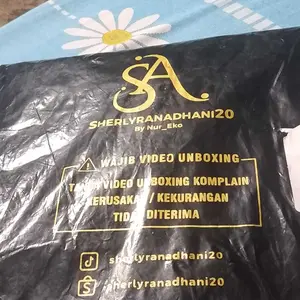 SA
SHERLYRANADHANI20
By Nur_Eko
WAJIB VIDEO UNBOXING
VIDEO UNBOXING KOMPLAIN
KERUSAKAN / KEKURANGAN
TIDAK DITERIMA
sherlyranadhani20
sherlyranadhani20